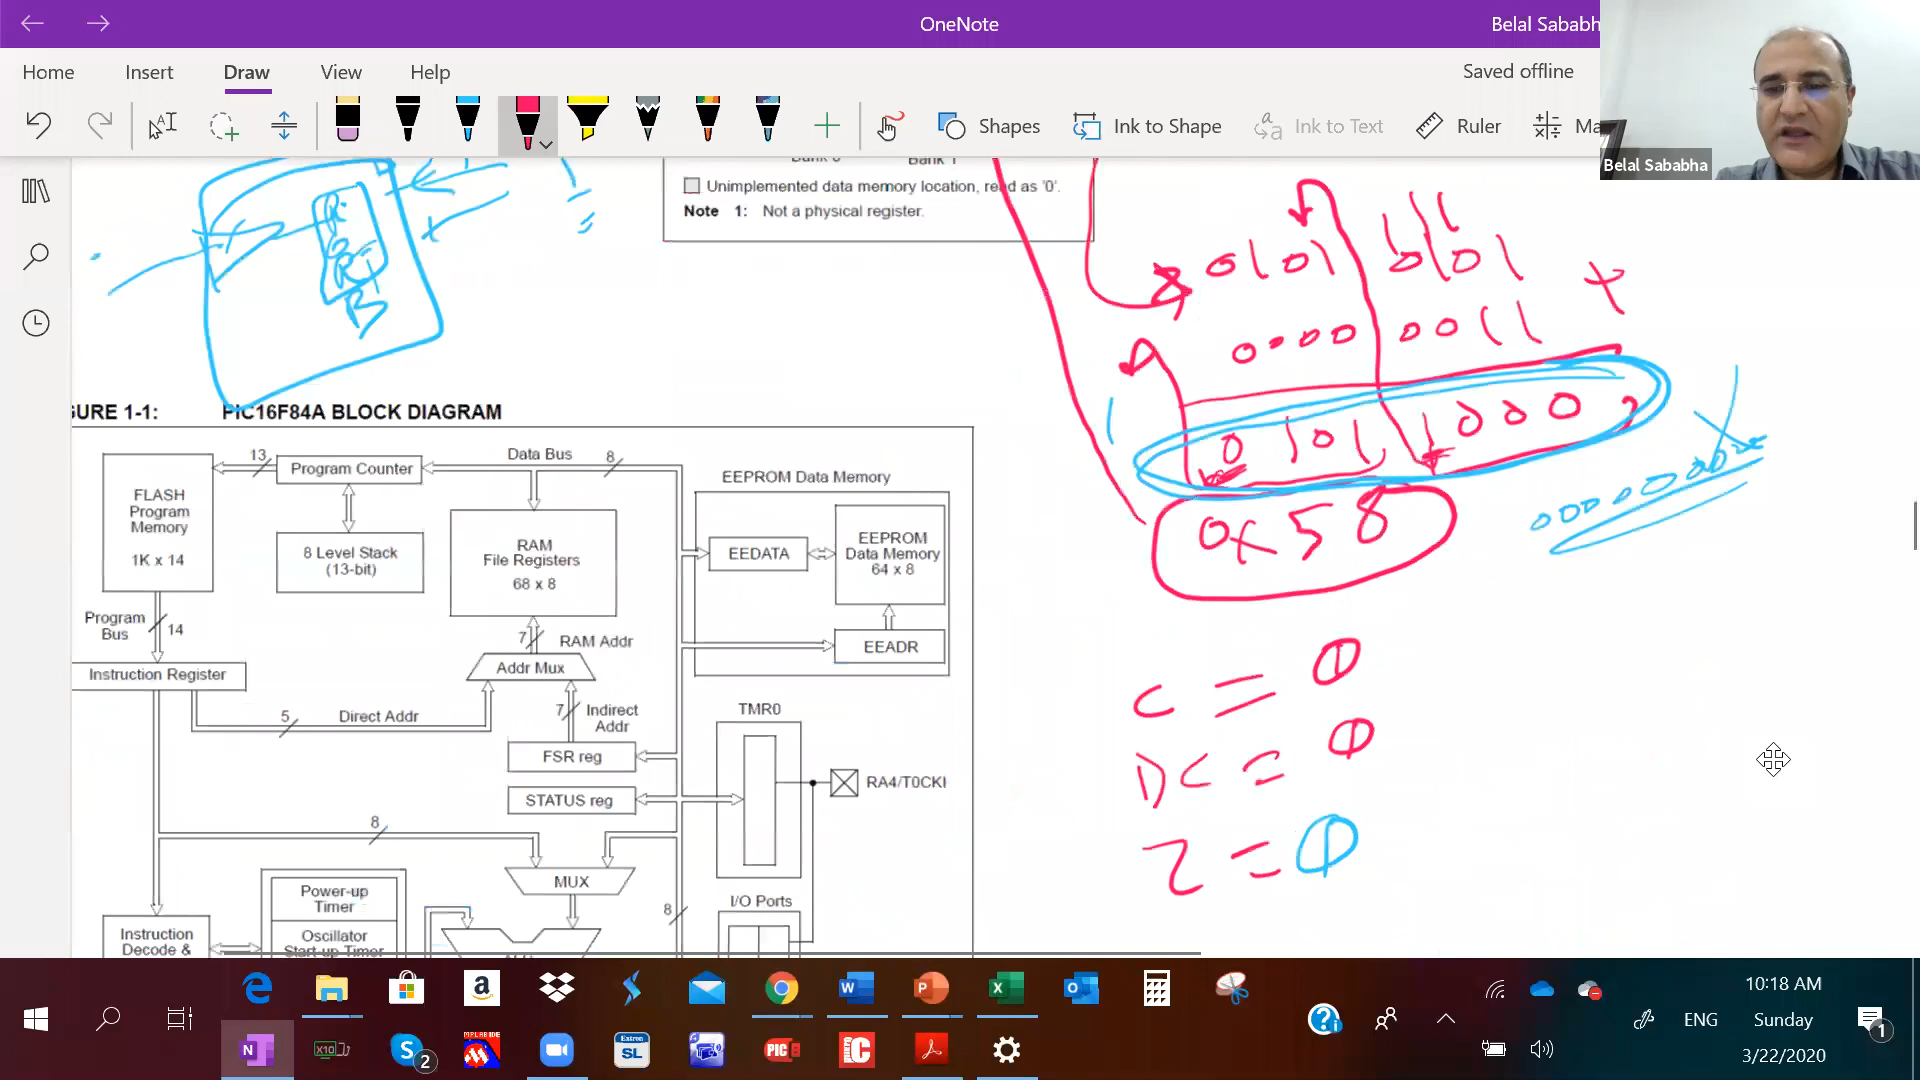 OneNote
Belal Sababh
Home Insert Draw View Help
Saved offline
Shapes Ink to Shape Ink to Text Ruler Ma
Belal Sababha
Bank 1
Unimplemented data memory location, read as '0'.
Note 1: Not a physical register.
0101 0101 +
0000 0011
0101 1000
0x58
C = 0
DC = 0
Z = 0
GURE 1-1: PIC16F84A BLOCK DIAGRAM
13
Program Counter
Data Bus 8
FLASH
Program
Memory
1K x 14
8 Level Stack
(13-bit)
RAM
File Registers
68 x 8
EEPROM Data Memory
EEDATA
EEPROM
Data Memory
64 x 8
EEADR
Program
Bus
14
7 RAM Addr
Addr Mux
Instruction Register
5 Direct Addr
7 Indirect
Addr
FSR reg
STATUS reg
TMR0
RA4/T0CKI
8
MUX
8
I/O Ports
Power-up
Timer
Oscillator
Start-up Timer
Instruction
Decode &
10:18 AM
ENG
Sunday
3/22/2020
1
2